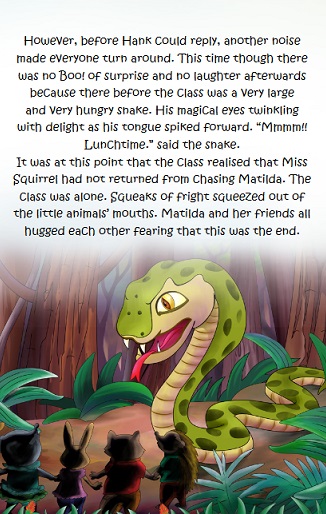 However, before Hank could reply, another noise
made everyone turn around. This time though there
was no Boo! of surprise and no laughter afterwards
because there before the class was a very large
and very hungry snake. His magical eyes twinkling
with delight as his tongue spiked forward. “Mmmm!!
Lunchtime.” said the snake.
It was at this point that the class realised that Miss
Squirrel had not returned from chasing Matilda. The
class was alone. Squeaks of fright squeezed out of
the little animals’ mouths. Matilda and her friends all
hugged each other fearing that this was the end.